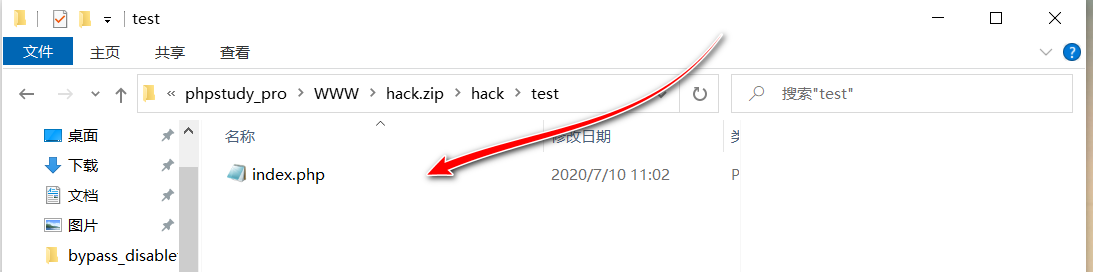 test
文件 主页 共享 查看
« phpstudy_pro > WWW > hack.zip > hack > test 搜索"test"
桌面
下载
文档
图片
bypass_disable
名称 修改日期
index.php 2020/7/10 11:02 P